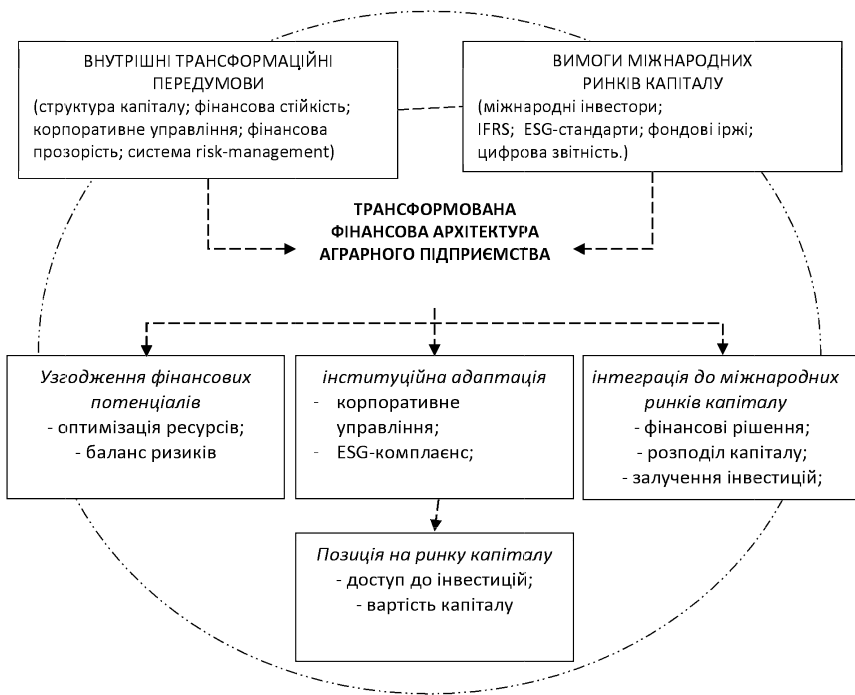 ВНУТРІШНІ ТРАНСФОРМАЦІЙНІ
ПЕРЕДУМОВИ
(структура капіталу; фінансова стійкість;
корпоративне управління; фінансова
прозорість; система risk-management)
ВИМОГИ МІЖНАРОДНИХ
РИНКІВ КАПІТАЛУ
(міжнародні інвестори;
IFRS; ESG-стандарти; фондові іржі;
цифрова звітність.)
ТРАНСФОРМОВАНА
ФІНАНСОВА АРХІТЕКТУРА
АГРАРНОГО ПІДПРИЄМСТВА
Узгодження фінансових
потенціалів
- оптимізація ресурсів;
- баланс ризиків
інституційна адаптація
- корпоративне
управління;
- ESG-комплаєнс;
інтеграція до міжнародних
ринків капіталу
- фінансові рішення;
- розподіл капіталу;
- залучення інвестицій;
Позиція на ринку капіталу
- доступ до інвестицій;
- вартість капіталу